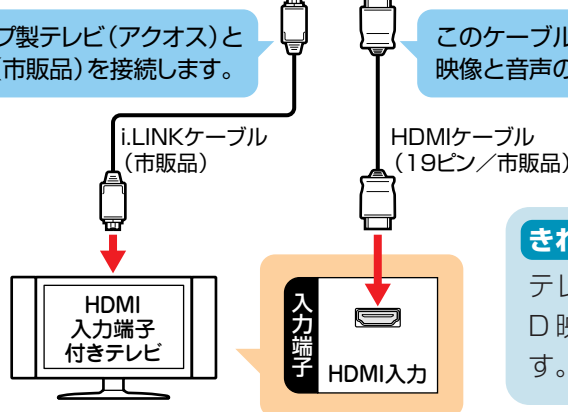 プ製テレビ（アクオス）と
（市販品）を接続します。
このケーブル
映像と音声の
i.LINKケーブル
（市販品）
HDMIケーブル
（19ピン／市販品）
HDMI
入力端子
付きテレビ
入力端子
HDMI入力
きれ
テレ
D映
す。